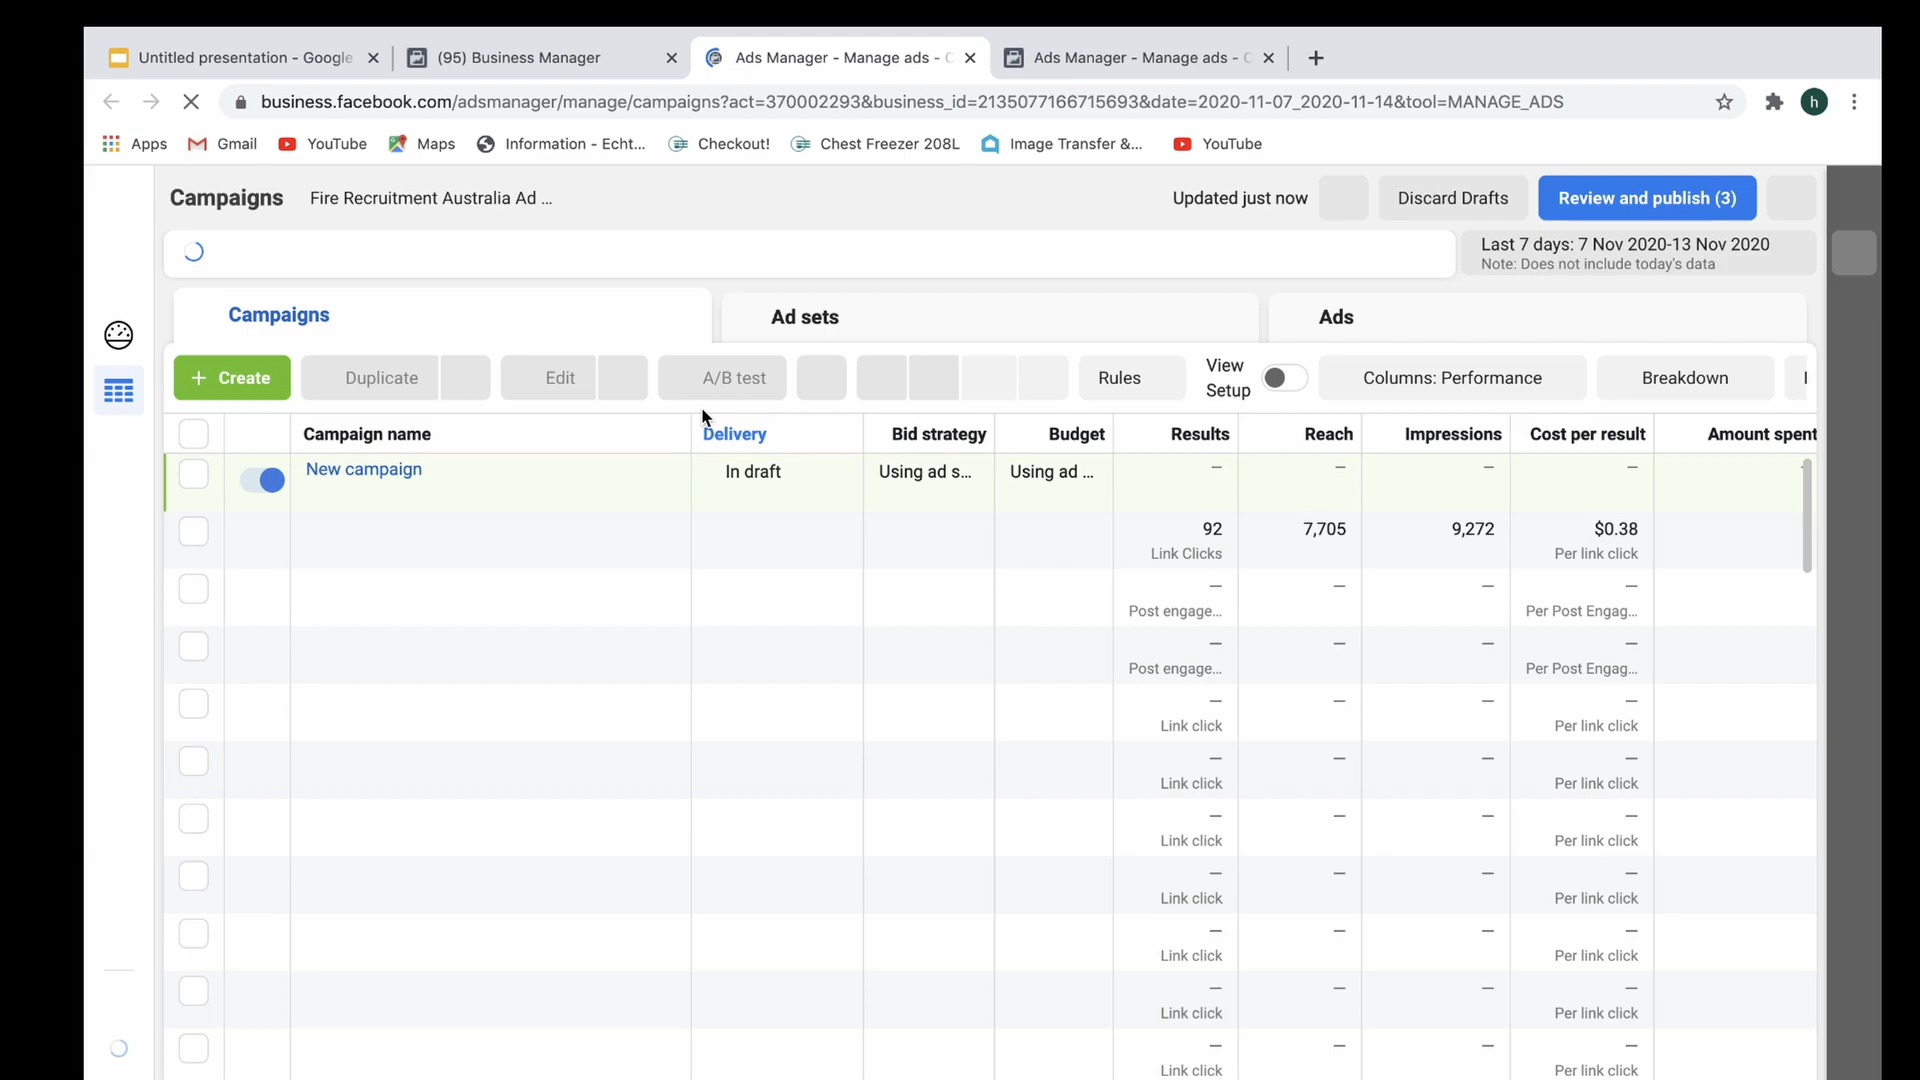 Untitled presentation - Google
(95) Business Manager
Ads Manager - Manage ads - C
Ads Manager - Manage ads - C
business.facebook.com/adsmanager/manage/campaigns?act=370002293&business_id=2135077166715693&date=2020-11-07_2020-11-14&tool=MANAGE_ADS
h
Apps
Gmail
YouTube
Maps
Information - Echt...
Checkout!
Chest Freezer 208L
Image Transfer &...
YouTube
Campaigns
Fire Recruitment Australia Ad ...
Updated just now
Discard Drafts
Review and publish (3)
Last 7 days: 7 Nov 2020-13 Nov 2020
Note: Does not include today's data
Campaigns
Ad sets
Ads
+ Create
Duplicate
Edit
A/B test
Rules
View
Setup
Columns: Performance
Breakdown
Campaign name
Delivery
Bid strategy
Budget
Results
Reach
Impressions
Cost per result
Amount spent
New campaign
In draft
Using ad s...
Using ad ...
—
—
—
—
92
7,705
9,272
$0.38
Link Clicks
Per link click
—
—
—
—
Post engage...
Per Post Engag...
—
—
—
—
Post engage...
Per Post Engag...
—
—
—
—
Link click
Per link click
—
—
—
—
Link click
Per link click
—
—
—
—
Link click
Per link click
—
—
—
—
Link click
Per link click
—
—
—
—
Link click
Per link click
—
—
—
—
Link click
Per link click
—
—
—
—
Link click
Per link click